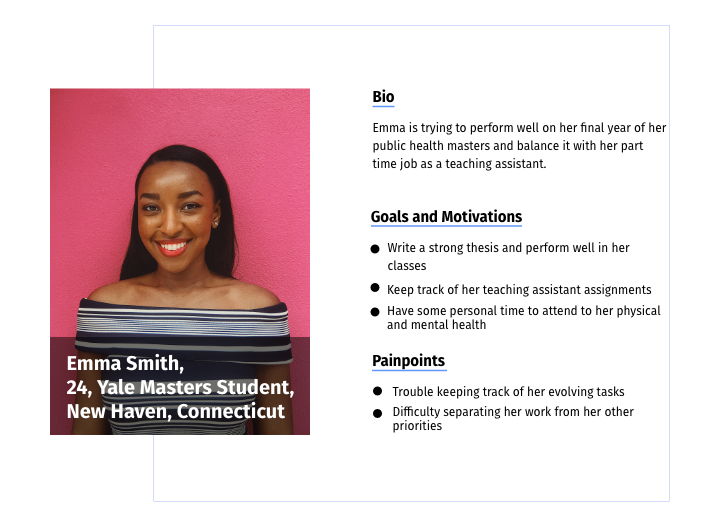 Emma Smith,
24, Yale Masters Student,
New Haven, Connecticut
Bio
Emma is trying to perform well on her final year of her
public health masters and balance it with her part
time job as a teaching assistant.
Goals and Motivations
● Write a strong thesis and perform well in her
classes
● Keep track of her teaching assistant assignments
● Have some personal time to attend to her physical
and mental health
Painpoints
● Trouble keeping track of her evolving tasks
● Difficulty separating her work from her other
priorities